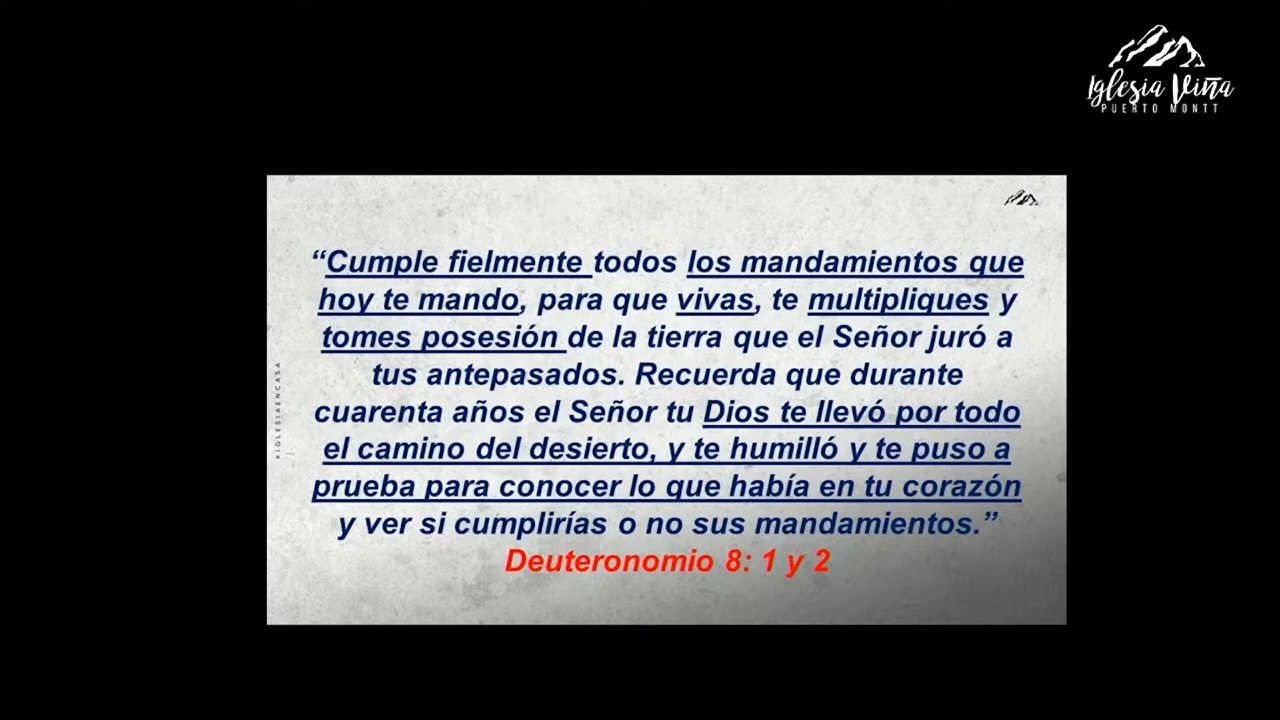 Iglesia Viña
PUERTO MONTT
“Cumple fielmente todos los mandamientos que
hoy te mando, para que vivas, te multipliques y
tomes posesión de la tierra que el Señor juró a
tus antepasados. Recuerda que durante
cuarenta años el Señor tu Dios te llevó por todo
el camino del desierto, y te humilló y te puso a
prueba para conocer lo que había en tu corazón
y ver si cumplirías o no sus mandamientos.”
Deuteronomio 8: 1 y 2
#IGLESIAENCASA